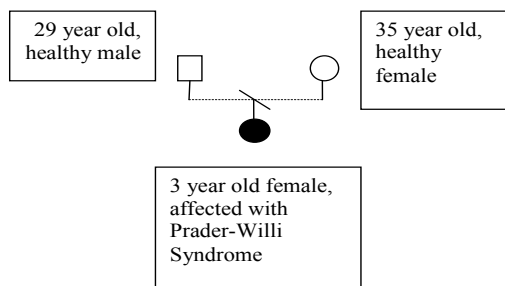 29 year old,
healthy male
35 year old,
healthy
female
3 year old female,
affected with
Prader-Willi
Syndrome